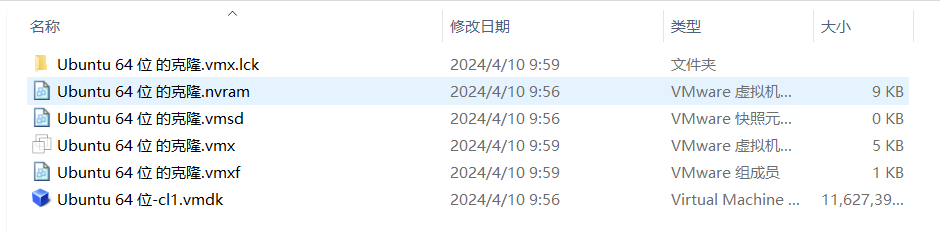 名称 修改日期 类型 大小
Ubuntu 64 位 的克隆.vmx.lck 2024/4/10 9:59 文件夹
Ubuntu 64 位 的克隆.nvram 2024/4/10 9:56 VMware 虚拟机... 9 KB
Ubuntu 64 位 的克隆.vmsd 2024/4/10 9:56 VMware 快照元... 0 KB
Ubuntu 64 位 的克隆.vmx 2024/4/10 9:59 VMware 虚拟机... 5 KB
Ubuntu 64 位 的克隆.vmxf 2024/4/10 9:59 VMware 组成员 1 KB
Ubuntu 64 位-cl1.vmdk 2024/4/10 9:56 Virtual Machine ... 11,627,39...